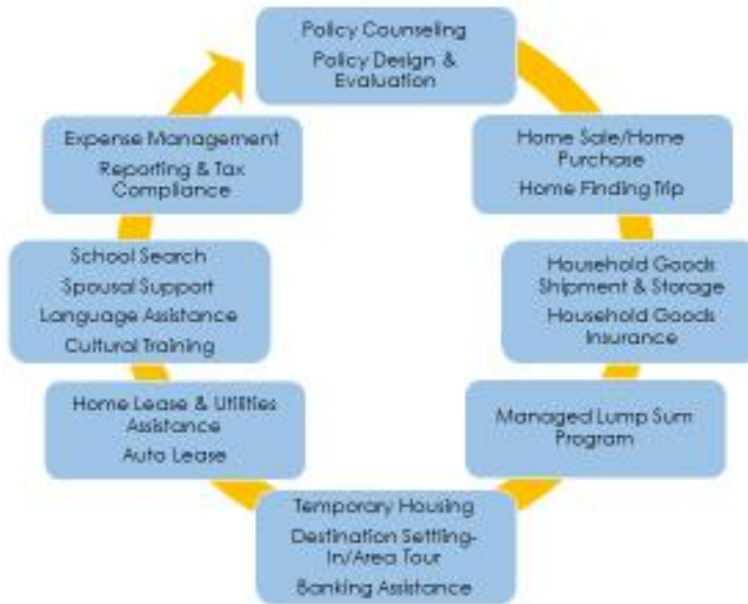 Policy Counseling
Policy Design &
Evaluation
Home Sale/Home
Purchase
Home Finding Trip
Household Goods
Shipment & Storage
Household Goods
Insurance
Managed Lump Sum
Program
Temporary Housing
Destination Settling-
In/Area Tour
Banking Assistance
Home Lease & Utilities
Assistance
Auto Lease
School Search
Spousal Support
Language Assistance
Cultural Training
Expense Management
Reporting & Tax
Compliance